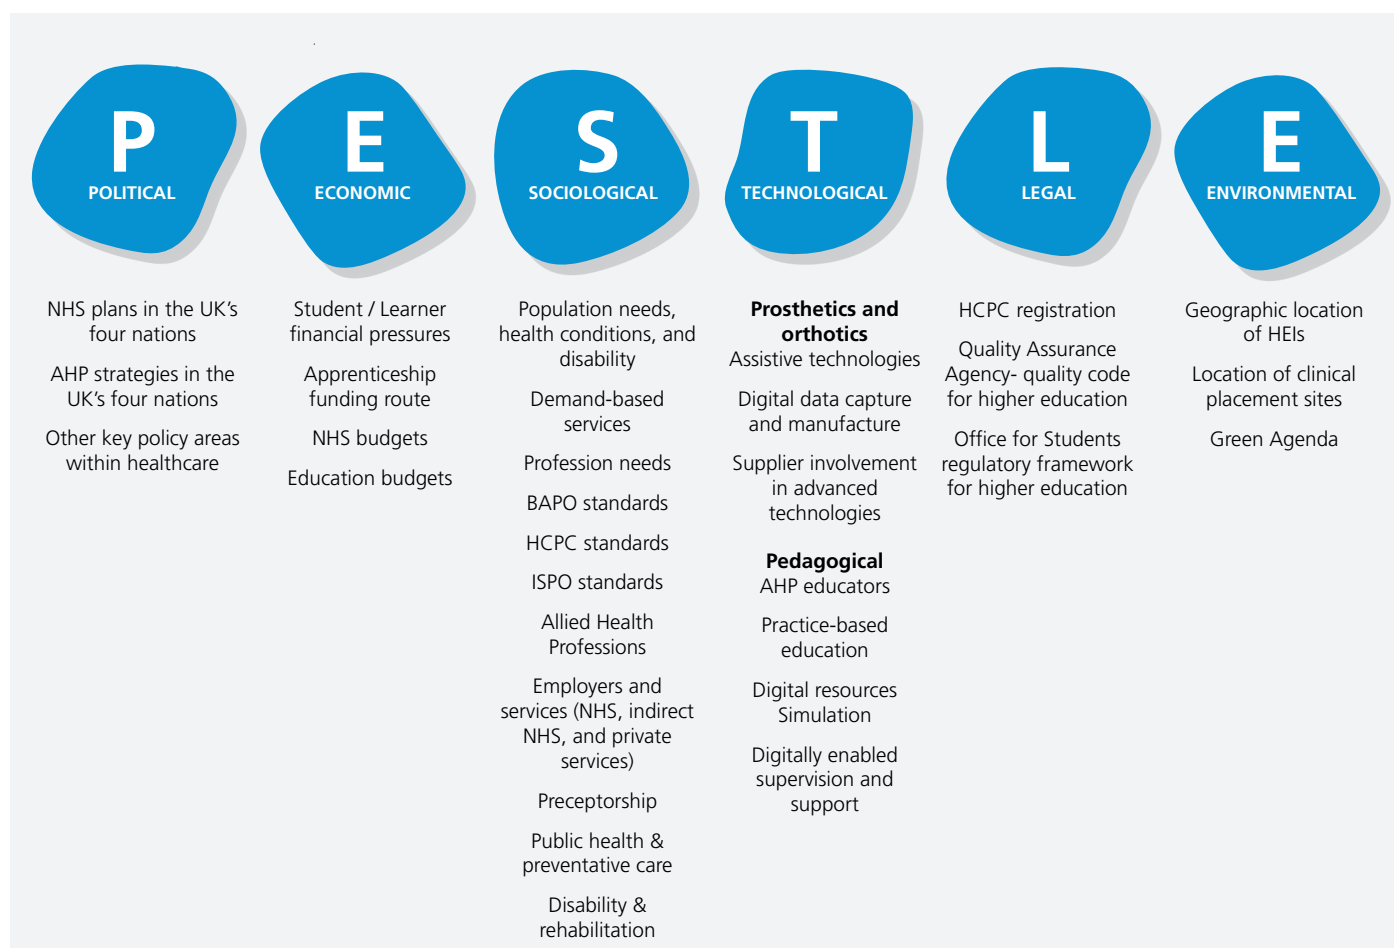 P
POLITICAL
NHS plans in the UK’s
four nations
AHP strategies in the
UK’s four nations
Other key policy areas
within healthcare
E
ECONOMIC
Student / Learner
financial pressures
Apprenticeship
funding route
NHS budgets
Education budgets
S
SOCIOLOGICAL
Population needs,
health conditions, and
disability
Demand-based
services
Profession needs
BAPO standards
HCPC standards
ISPO standards
Allied Health
Professions
Employers and
services (NHS, indirect
NHS, and private
services)
Preceptorship
Public health &
preventative care
Disability &
rehabilitation
T
TECHNOLOGICAL
Prosthetics and
orthotics
Assistive technologies
Digital data capture
and manufacture
Supplier involvement
in advanced
technologies
Pedagogical
AHP educators
Practice-based
education
Digital resources
Simulation
Digitally enabled
supervision and
support
L
LEGAL
HCPC registration
Quality Assurance
Agency- quality code
for higher education
Office for Students
regulatory framework
for higher education
E
ENVIRONMENTAL
Geographic location
of HEIs
Location of clinical
placement sites
Green Agenda